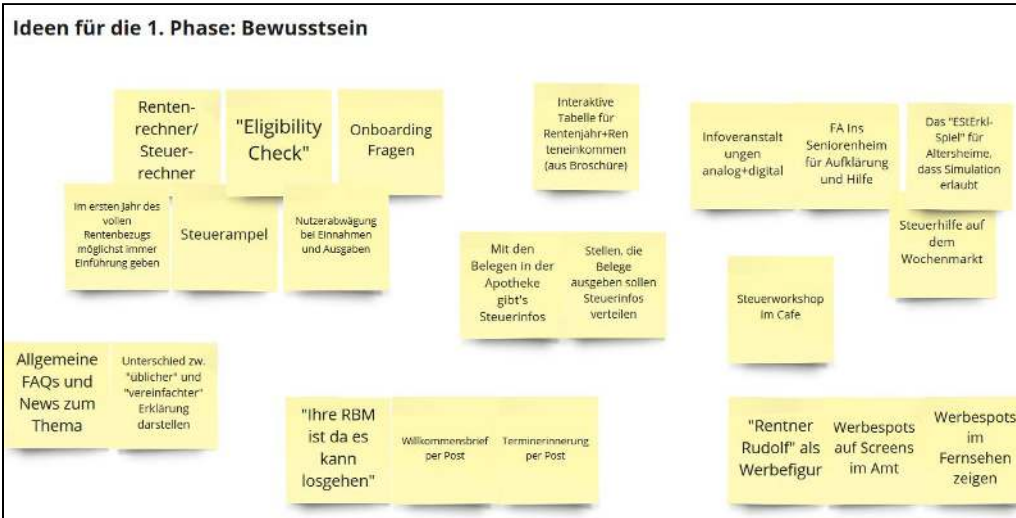 Ideen für die 1. Phase: Bewusstsein
Renten-
rechner/
Steuer-
rechner
"Eligibility
Check"
Onboarding
Fragen
Im ersten Jahr des
vollen
Rentenbezugs
möglichst immer
Einführung geben
Steuerampel
Nutzerabwägung
bei Einnahmen
und Ausgaben
Interaktive
Tabelle für
Rentenjahr+Ren
teneinkommen
(aus Broschüre)
Infoveranstalt
ungen
analog+digital
FA ins
Seniorenheim
für Aufklärung
und Hilfe
Das "EStErkl-
Spiel" für
Altersheime,
dass Simulation
erlaubt
Steuerhilfe auf
dem
Wochenmarkt
Mit den
Belegen in der
Apotheke
gibt's
Steuerinfos
Stellen, die
Belege
ausgeben sollen
Steuerinfos
verteilen
Steuerworkshop
im Cafe
Allgemeine
FAQs und
News zum
Thema
Unterschied zw.
"üblicher" und
"vereinfachter"
Erklärung
darstellen
"Ihre RBM
ist da es
kann
losgehen"
Willkommensbrief
per Post
Terminerinnerung
per Post
"Rentner
Rudolf" als
Werbefigur
Werbespots
auf Screens
im Amt
Werbespots
im
Fernsehen
zeigen